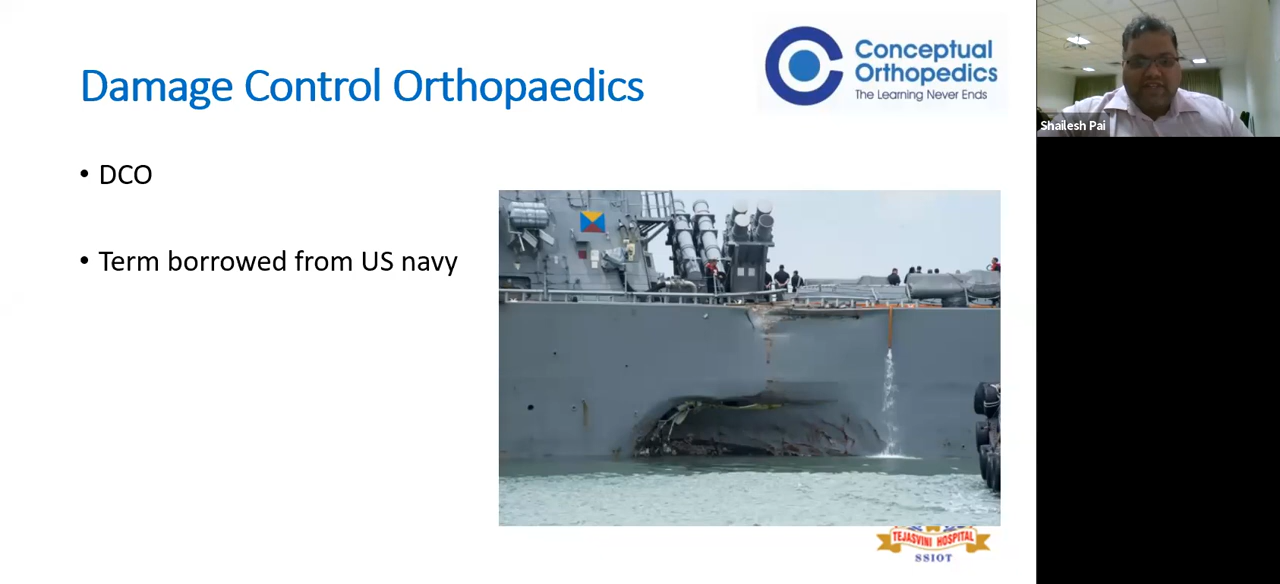 Damage Control Orthopaedics
Conceptual
Orthopedics
The Learning Never Ends
• DCO
• Term borrowed from US navy
TEJASVINI HOSPITAL
SSIOT
Shailesh Pai